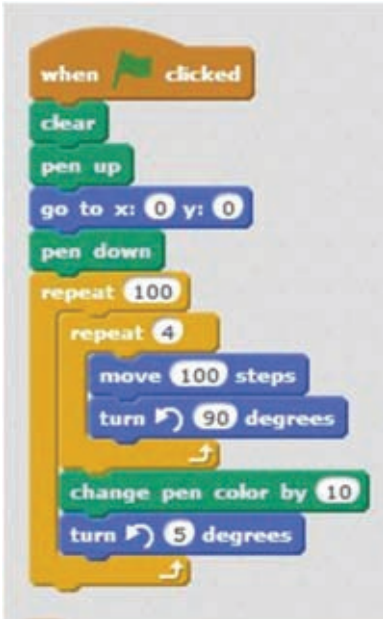 when clicked
clear
pen up
go to x: 0 y: 0
pen down
repeat 100
repeat 4
move 100 steps
turn 90 degrees
change pen color by 10
turn 5 degrees